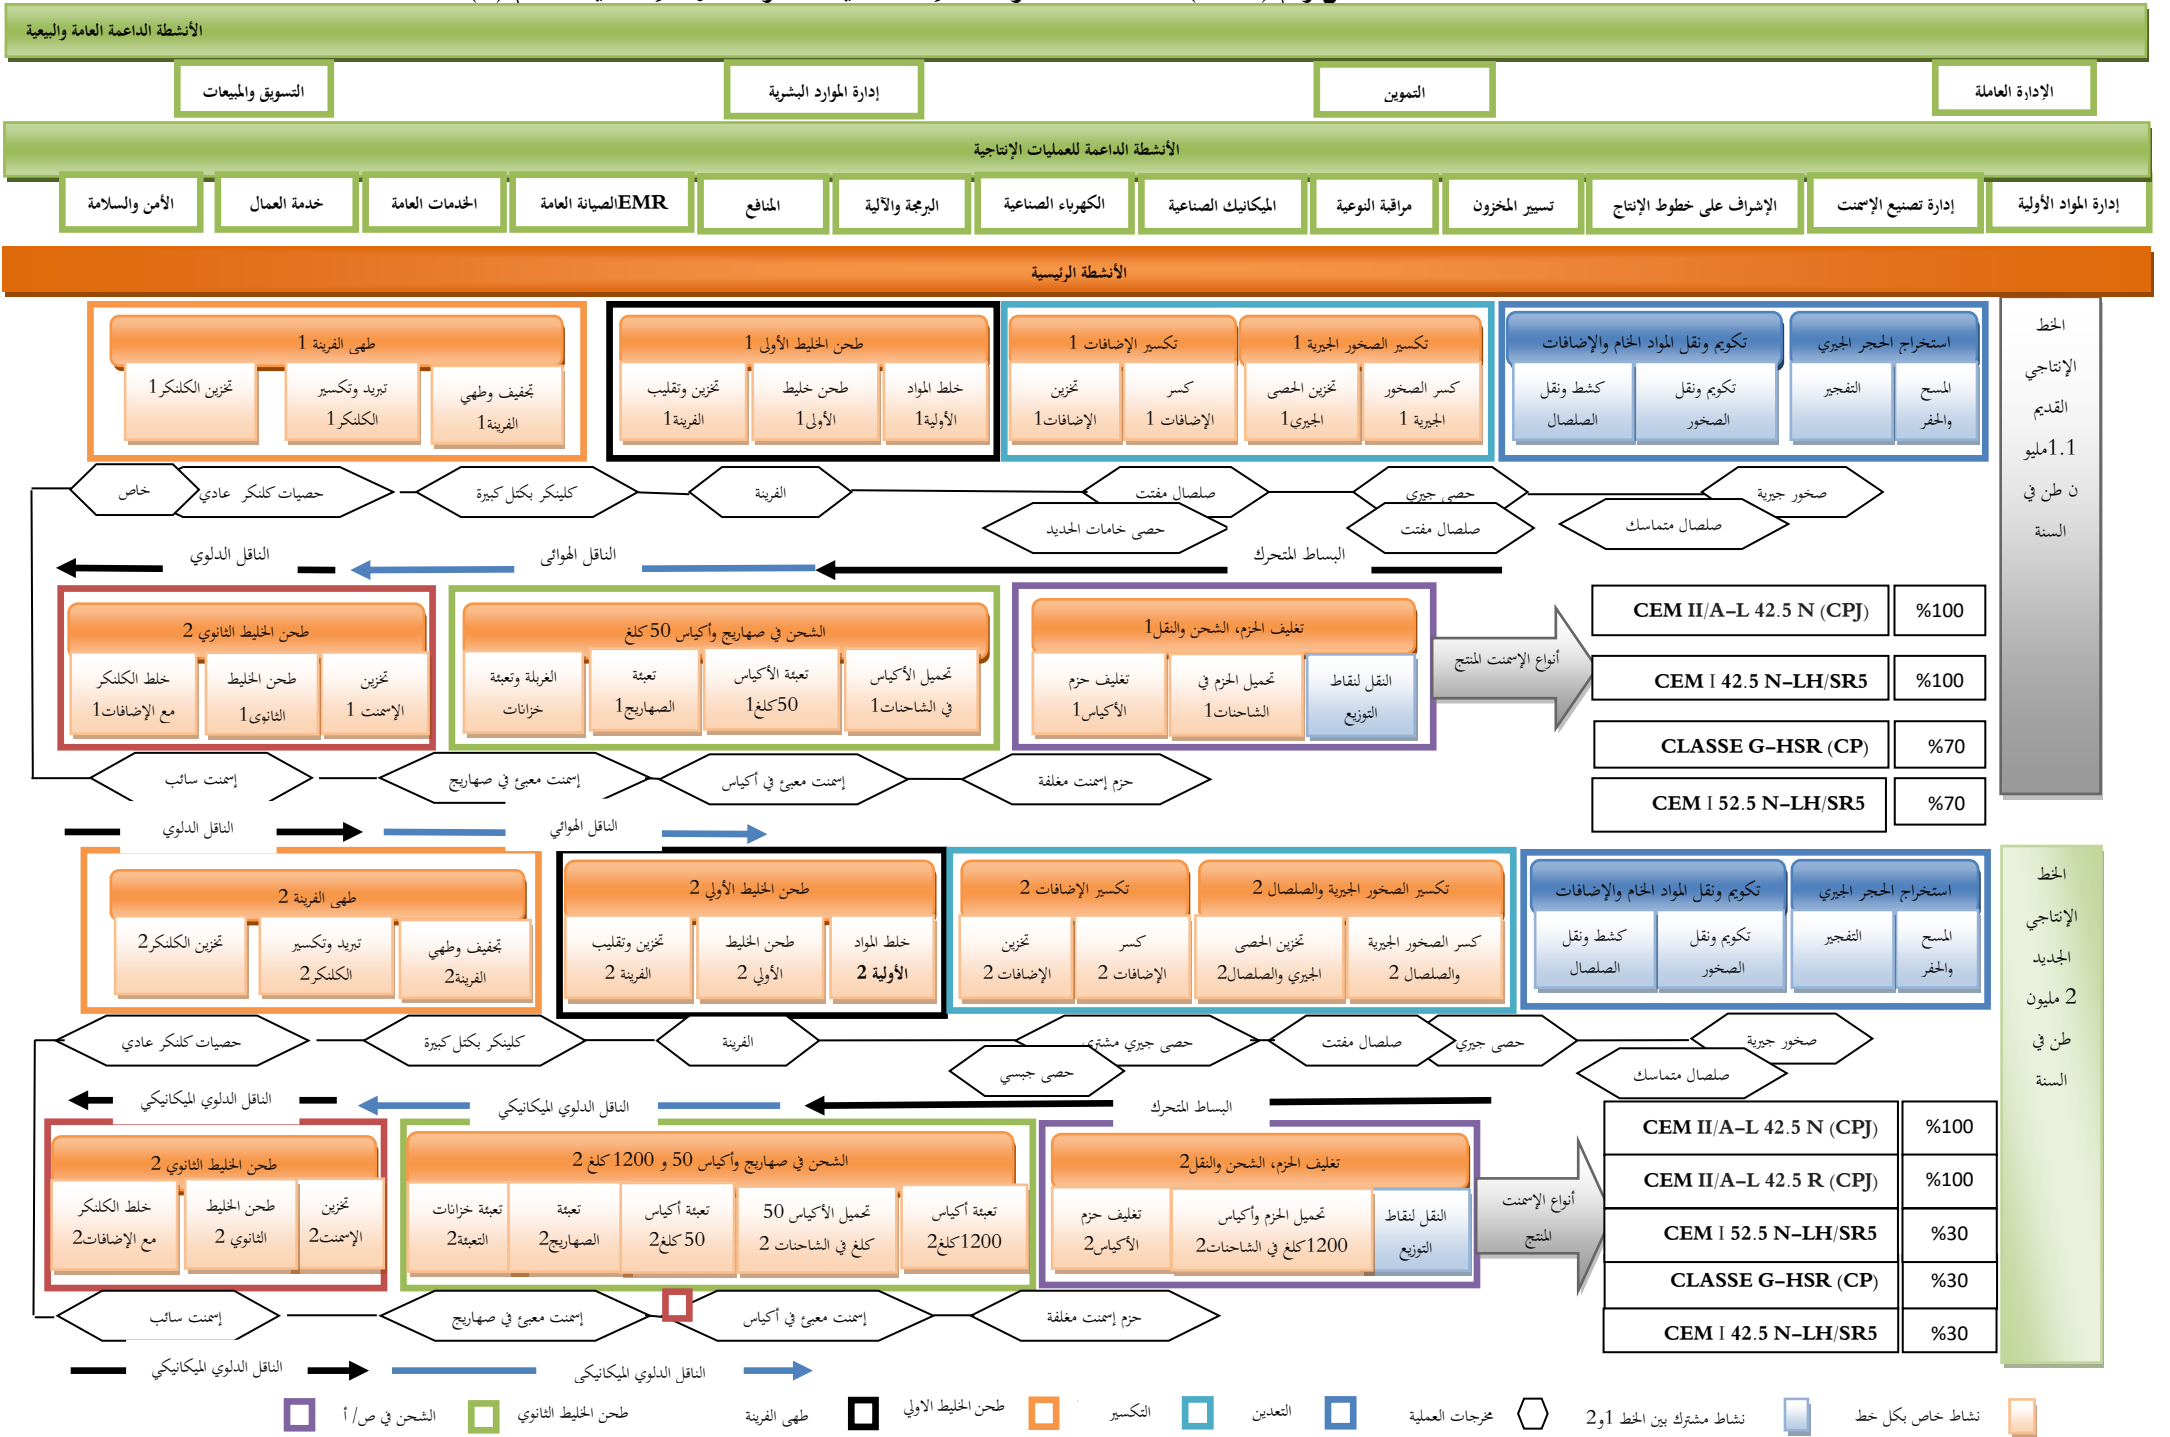 الأنشطة الداعمة العامة والبيعية
الإدارة العاملة
التموين
إدارة الموارد البشرية
التسويق والمبيعات
الأنشطة الداعمة للعمليات الإنتاجية
إدارة المواد الأولية
إدارة تصنيع الإسمنت
الإشراف على خطوط الإنتاج
تسيير المخزون
مراقبة النوعية
الميكانيك الصناعية
الكهرباء الصناعية
البرمجة والآلية
المنافع
EMRالصيانة العامة
الخدمات العامة
خدمة العمال
الأمن والسلامة
الأنشطة الرئيسية
الخط
الإنتاجي
القديم
1.1مليو
ن طن في
السنة
استخراج الحجر الجيري
المسح
والحفر
التفجير
تكويم ونقل المواد الخام والإضافات
تكويم ونقل
الصخور
كشط ونقل
الصلصال
تكسير الصخور الجيرية 1
كسر الصخور
الجيرية 1
تخزين الحصى
الجيري1
تكسير الإضافات 1
كسر
الإضافات 1
تخزين
الإضافات1
طحن الخليط الأولى 1
خلط المواد
الأولية1
طحن خليط
الأولى1
تخزين وتقليب
الفرينة1
طهى الفرينة 1
تجفيف وطهي
الفرينة1
تبريد وتكسير
الكلنكر1
تخزين الكلنكر1
صخور جيرية
صلصال متماسك
حصى جيري
صلصال مفتت
صلصال مفتت
حصى خامات الحديد
الفرينة
كلينكر بكتل كبيرة
حصيات كلنكر عادي
خاص
البساط المتحرك
الناقل الهوائى
الناقل الدلوي
طحن الخليط الثانوي 2
خلط الكلنكر
مع الإضافات1
طحن الخليط
الثانوى1
تخزين
الإسمنت 1
الشحن في صهاريج وأكياس 50كلغ
الغربلة وتعبئة
خزانات
تعبئة
الصهاريج1
تعبئة الأكياس
50كلغ1
تحميل الأكياس
في الشاحنات1
تغليف الحزم، الشحن والنقل1
تغليف حزم
الأكياس1
تحميل الحزم في
الشاحنات1
النقل لنقاط
التوزيع
أنواع الإسمنت المنتج
CEM II/A-L 42.5 N (CPJ) %100
CEM I 42.5 N-LH/SR5 %100
CLASSE G-HSR (CP) %70
CEM I 52.5 N-LH/SR5 %70
إسمنت سائب
إسمنت معبئ في صهاريج
إسمنت معبئ في أكياس
حزم إسمنت مغلفة
الناقل الدلوي
الناقل الهوائي
الخط
الإنتاجي
الجديد
2 مليون
طن في
السنة
استخراج الحجر الجيري
المسح
والحفر
التفجير
تكويم ونقل المواد الخام والإضافات
تكويم ونقل
الصخور
كشط ونقل
الصلصال
تكسير الصخور الجيرية والصلصال 2
كسر الصخور الجيرية
والصلصال 2
تخزين الحصى
الجيري والصلصال2
تكسير الإضافات 2
كسر
الإضافات 2
تخزين
الإضافات 2
طحن الخليط الأولي 2
خلط المواد
الأولية 2
طحن الخليط
الأولي 2
تخزين وتقليب
الفرينة 2
طهى الفرينة 2
تجفيف وطهي
الفرينة2
تبريد وتكسير
الكلنكر2
تخزين الكلنكر2
صخور جيرية
صلصال متماسك
حصى جيري
صلصال مفتت
حصى جيري مشترى
حصى جبسي
الفرينة
كلينكر بكتل كبيرة
حصيات كلنكر عادي
البساط المتحرك
الناقل الدلوي الميكانيكي
الناقل الدلوي الميكانيكي
طحن الخليط الثانوي 2
خلط الكلنكر
مع الإضافات2
طحن الخليط
الثانوي 2
تخزين
الإسمنت2
الشحن في صهاريج وأكياس 50 و 1200كلغ 2
تعبئة خزانات
التعبئة2
تعبئة
الصهاريج2
تعبئة أكياس
50كلغ2
تحميل الأكياس 50
كلغ في الشاحنات 2
تعبئة أكياس
1200كلغ2
تغليف الحزم، الشحن والنقل2
تغليف حزم
الأكياس2
تحميل الحزم وأكياس
1200كلغ في الشاحنات2
النقل لنقاط
التوزيع
أنواع الإسمنت
المنتج
CEM II/A-L 42.5 N (CPJ) %100
CEM II/A-L 42.5 R (CPJ) %100
CEM I 52.5 N-LH/SR5 %30
CLASSE G-HSR (CP) %30
CEM I 42.5 N-LH/SR5 %30
إسمنت سائب
إسمنت معبئ في صهاريج
إسمنت معبئ في أكياس
حزم إسمنت مغلفة
الناقل الدلوي الميكانيكي
الناقل الدلوي الميكانيكى
نشاط خاص بكل خط
نشاط مشترك بين الخط 1و2
مخرجات العملية
التعدين
التكسير
طحن الخليط الاولي
طهى الفرينة
طحن الخليط الثانوي
الشحن في ص/ أ